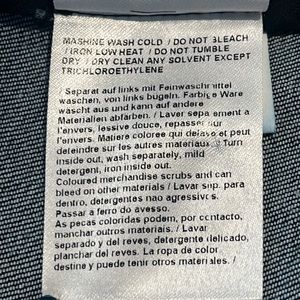 MASHINE WASH COLD / DO NOT BLEACH
/ IRON LOW HEAT / DO NOT TUMBLE
DRY / DRY CLEAN ANY SOLVENT EXCEPT
TRICHLOROETHYLENE
/ Separat auf links mit Feinwaschmittel
waschen, von links bügeln. Farbige Ware
wäscht aus und kann auf andere
Materialien abfärben. / Laver separement a
l'envers, lessive douce, repasser sur
l'envers. Matiere coloree qui delave et peut
deteindre sur les autres materiaux. / Turn
inside out, wash separately, mild
detergent, iron inside out.
Coloured merchandise scrubs and can
bleed on other materials / Lavar sep. para
dentro, detergentes nao agressivos.
Passar a ferro do avesso.
As peças coloridas podem, por contacto,
manchar outros materiais. / Lavar
separado y del reves, detergente delicado,
planchar del reves. La ropa de color
destiñe y puede tenir otros materiales. /